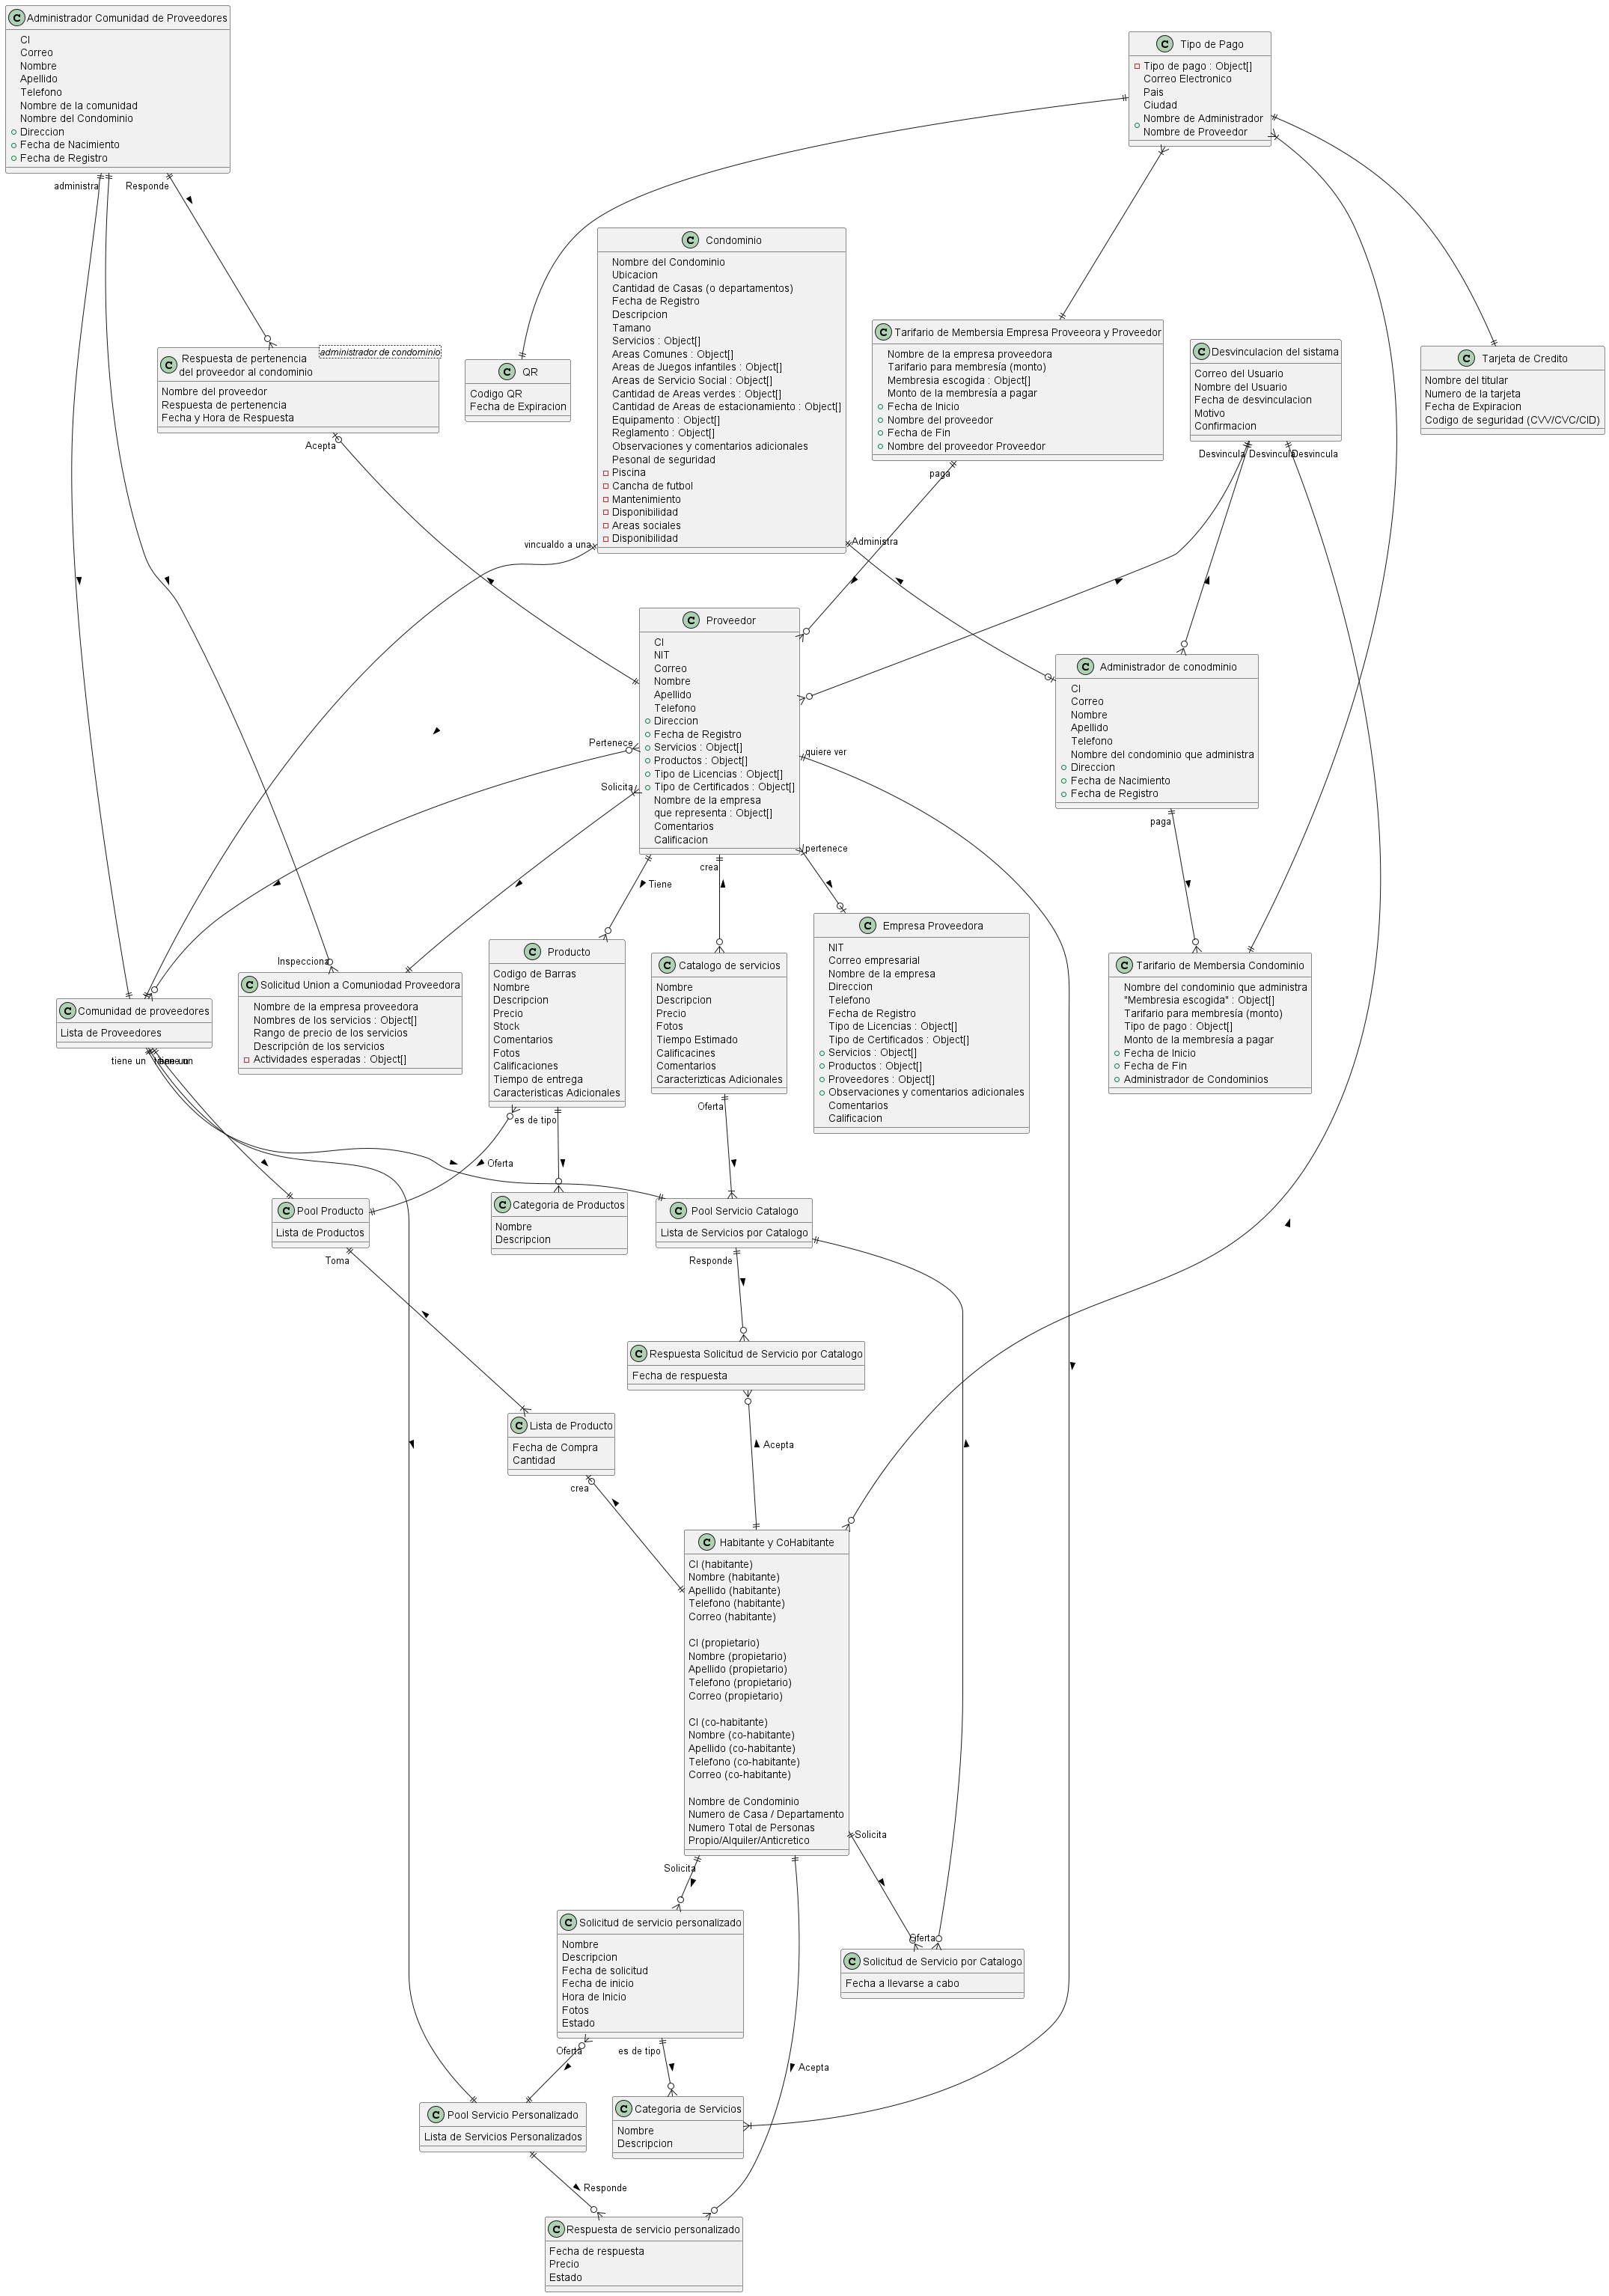 Administrador Comunidad de Proveedores
CI
Correo
Nombre
Apellido
Telefono
Nombre de la comunidad
Nombre del Condominio
Direccion
Fecha de Nacimiento
Fecha de Registro
administra
Responde
Tipo de Pago
Tipo de pago : Object[]
Correo Electronico
Pais
Ciudad
Nombre de Administrador
Nombre de Proveedor
Condominio
Nombre del Condominio
Ubicacion
Cantidad de Casas (o departamentos)
Fecha de Registro
Descripcion
Tamano
Servicios : Object[]
Areas Comunes : Object[]
Areas de Juegos infantiles : Object[]
Areas de Servicio Social : Object[]
Cantidad de Areas verdes : Object[]
Cantidad de Areas de estacionamiento : Object[]
Equipamento : Object[]
Reglamento : Object[]
Observaciones y comentarios adicionales
Pesonal de seguridad
Piscina
Cancha de futbol
Mantenimiento
Disponibilidad
Areas sociales
Disponibilidad
vincualdo a una
Administra
Respuesta de pertenencia
del proveedor al condominio
administrador de condominio
Nombre del proveedor
Respuesta de pertenencia
Fecha y Hora de Respuesta
Acepta
QR
Codigo QR
Fecha de Expiracion
Tarifario de Membersia Empresa Proveeora y Proveedor
Nombre de la empresa proveedora
Tarifario para membresía (monto)
Membresia escogida : Object[]
Monto de la membresía a pagar
Fecha de Inicio
Nombre del proveedor
Fecha de Fin
Nombre del proveedor Proveedor
paga
Desvinculacion del sistama
Correo del Usuario
Nombre del Usuario
Fecha de desvinculacion
Motivo
Confirmacion
Desvincula
Desvincula
Desvincula
Tarjeta de Credito
Nombre del titular
Numero de la tarjeta
Fecha de Expiracion
Codigo de seguridad (CVV/CVC/CID)
Proveedor
CI
NIT
Correo
Nombre
Apellido
Telefono
Direccion
Fecha de Registro
Servicios : Object[]
Productos : Object[]
Tipo de Licencias : Object[]
Tipo de Certificados : Object[]
Nombre de la empresa
que representa : Object[]
Comentarios
Calificacion
Pertenece
Solicita
quiere ver
pertenece
crea
Tiene
Administrador de conodminio
CI
Correo
Nombre
Apellido
Telefono
Nombre del condominio que administra
Direccion
Fecha de Nacimiento
Fecha de Registro
paga
Comunidad de proveedores
Lista de Proveedores
tiene un
tiene un
Inspecciona
Solicitud Union a Comuniodad Proveedora
Nombre de la empresa proveedora
Nombres de los servicios : Object[]
Rango de precio de los servicios
Descripción de los servicios
Actividades esperadas : Object[]
Producto
Codigo de Barras
Nombre
Descripcion
Precio
Stock
Comentarios
Fotos
Calificaciones
Tiempo de entrega
Caracteristicas Adicionales
es de tipo
Oferta
Catalogo de servicios
Nombre
Descripcion
Precio
Fotos
Tiempo Estimado
Calificacines
Comentarios
Caracterizticas Adicionales
Oferta
Empresa Proveedora
NIT
Correo empresarial
Nombre de la empresa
Direccion
Telefono
Fecha de Registro
Tipo de Licencias : Object[]
Tipo de Certificados : Object[]
Servicios : Object[]
Productos : Object[]
Proveedores : Object[]
Observaciones y comentarios adicionales
Comentarios
Calificacion
Tarifario de Membersia Condominio
Nombre del condominio que administra
"Membresia escogida" : Object[]
Tarifario para membresía (monto)
Tipo de pago : Object[]
Monto de la membresía a pagar
Fecha de Inicio
Fecha de Fin
Administrador de Condominios
Pool Producto
Lista de Productos
Toma
Categoria de Productos
Nombre
Descripcion
Pool Servicio Catalogo
Lista de Servicios por Catalogo
Responde
Respuesta Solicitud de Servicio por Catalogo
Fecha de respuesta
Acepta
Lista de Producto
Fecha de Compra
Cantidad
crea
Habitante y CoHabitante
CI (habitante)
Nombre (habitante)
Apellido (habitante)
Telefono (habitante)
Correo (habitante)
CI (propietario)
Nombre (propietario)
Apellido (propietario)
Telefono (propietario)
Correo (propietario)
CI (co-habitante)
Nombre (co-habitante)
Apellido (co-habitante)
Telefono (co-habitante)
Correo (co-habitante)
Nombre de Condominio
Numero de Casa / Departamento
Numero Total de Personas
Propio/Alquiler/Anticretico
Solicita
Solicita
Solicitud de servicio personalizado
Nombre
Descripcion
Fecha de solicitud
Fecha de inicio
Hora de Inicio
Fotos
Estado
Oferta
es de tipo
Oferta
Solicitud de Servicio por Catalogo
Fecha a llevarse a cabo
Acepta
Pool Servicio Personalizado
Lista de Servicios Personalizados
Responde
Categoria de Servicios
Nombre
Descripcion
Respuesta de servicio personalizado
Fecha de respuesta
Precio
Estado